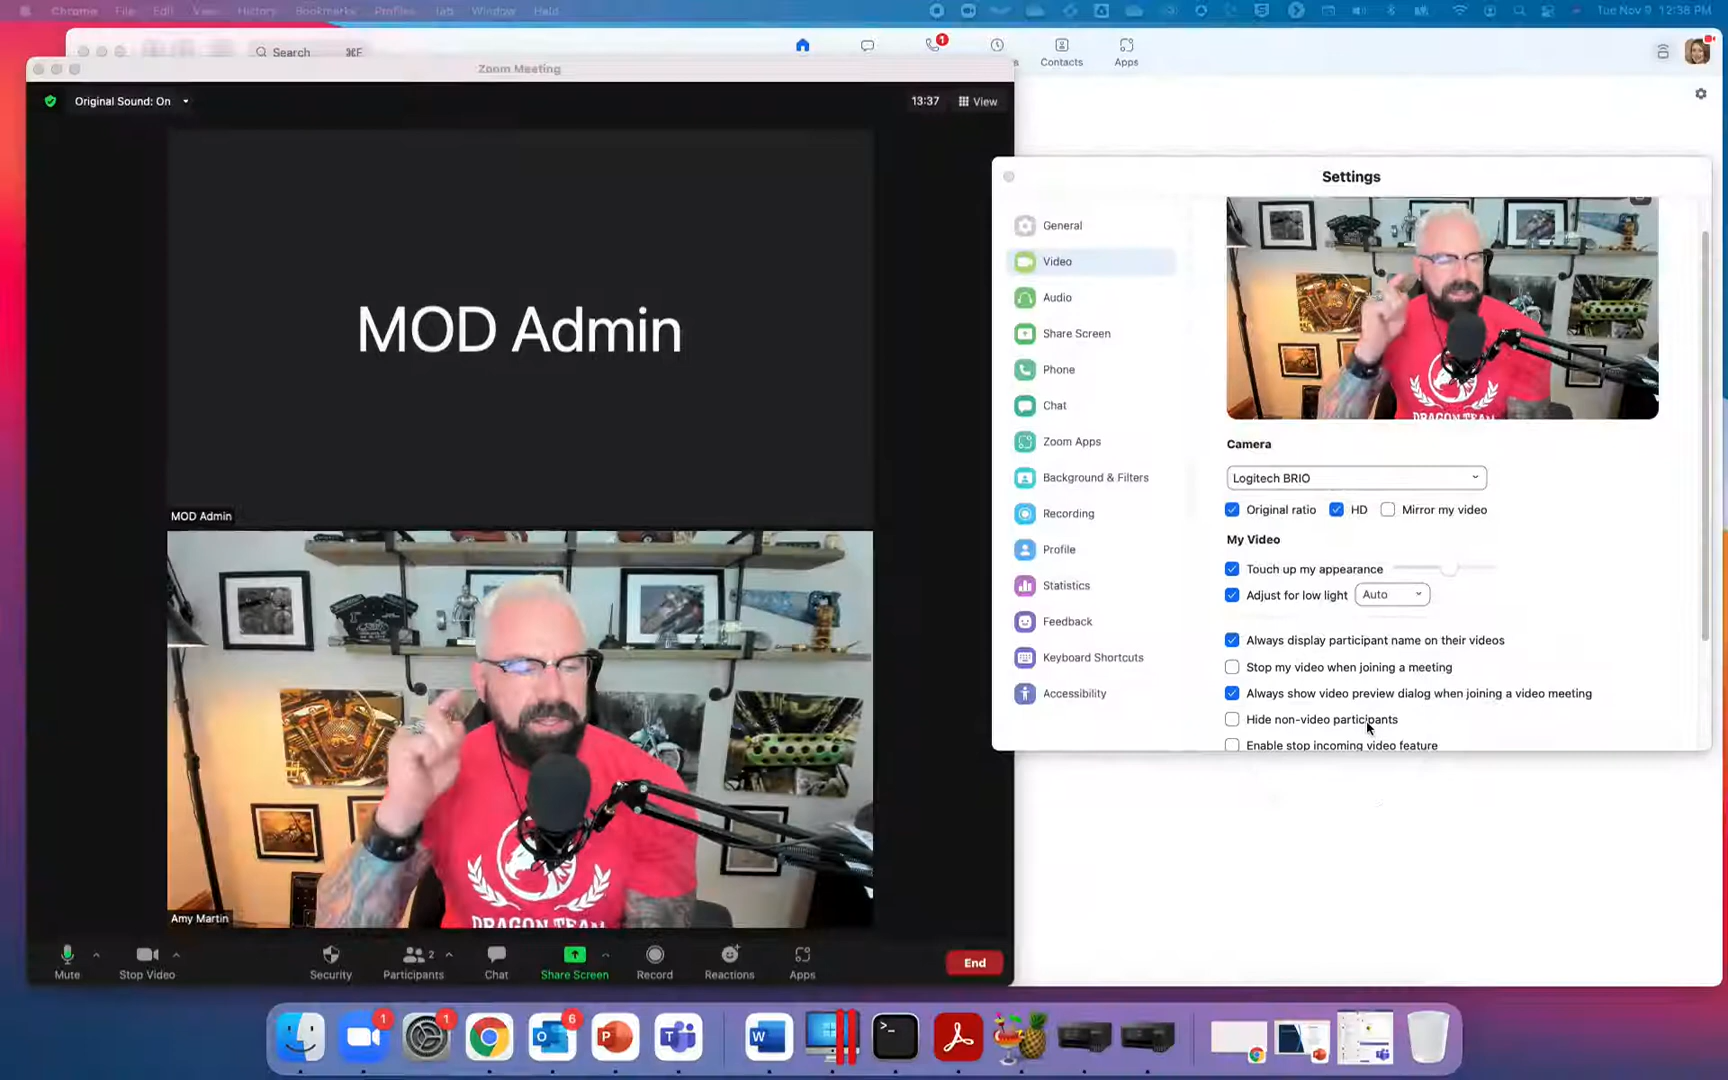 Chrome File Edit View History Bookmarks Profiles Tab Window Help
Tue Nov 9 12:38 PM
Search ⌘F
1
Contacts Apps
Zoom Meeting
Original Sound: On
13:37 View
MOD Admin
MOD Admin
DRAGON TEAM
Amy Martin
Mute
Stop Video
Security
2
Participants
Chat
Share Screen
Record
Reactions
Apps
End
Settings
General
Video
Audio
Share Screen
Phone
Chat
Zoom Apps
Background & Filters
Recording
Profile
Statistics
Feedback
Keyboard Shortcuts
Accessibility
DRAGON TEAM
Camera
Logitech BRIO
Original ratio HD Mirror my video
My Video
Touch up my appearance
Adjust for low light Auto
Always display participant name on their videos
Stop my video when joining a meeting
Always show video preview dialog when joining a video meeting
Hide non-video participants
Enable stop incoming video feature
1 1 6